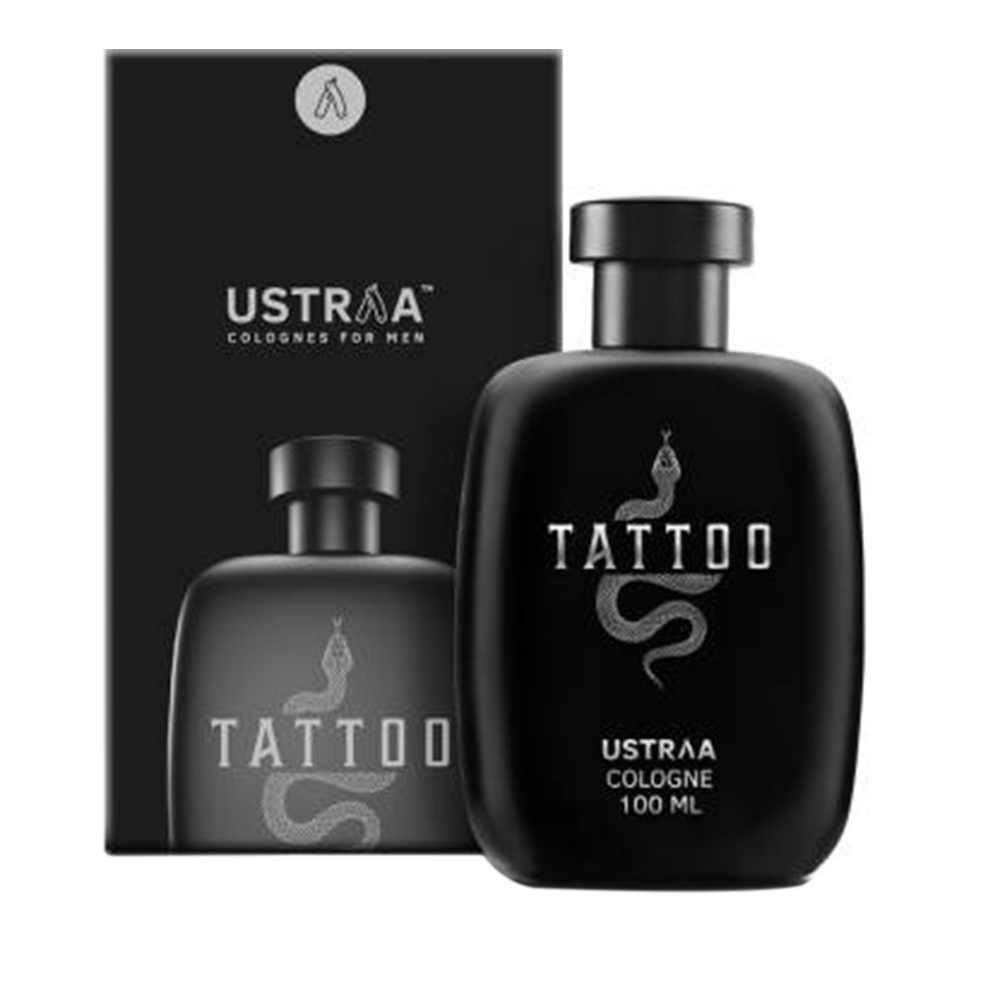 USTRAA™
COLOGNES FOR MEN
TATTOO
TATTOO
USTRAA
COLOGNE
100 ML